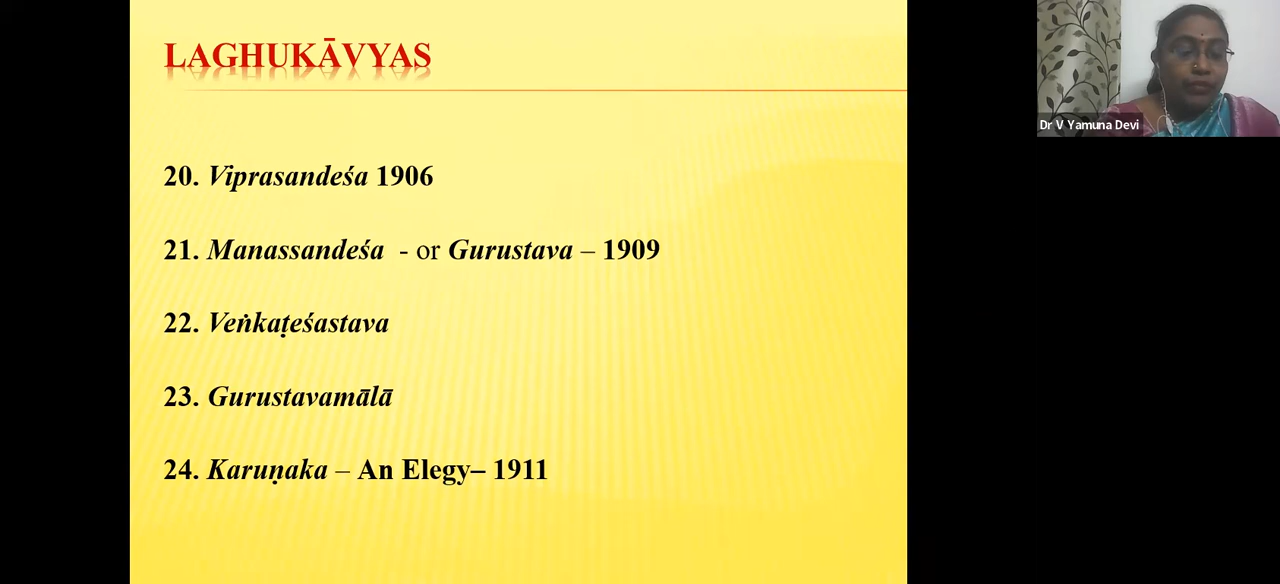 LAGHUKĀVYAS
20. Viprasandeśa 1906
21. Manassandeśa - or Gurustava – 1909
22. Veṅkaṭeśastava
23. Gurustavamālā
24. Karuṇaka – An Elegy– 1911
Dr V Yamuna Devi